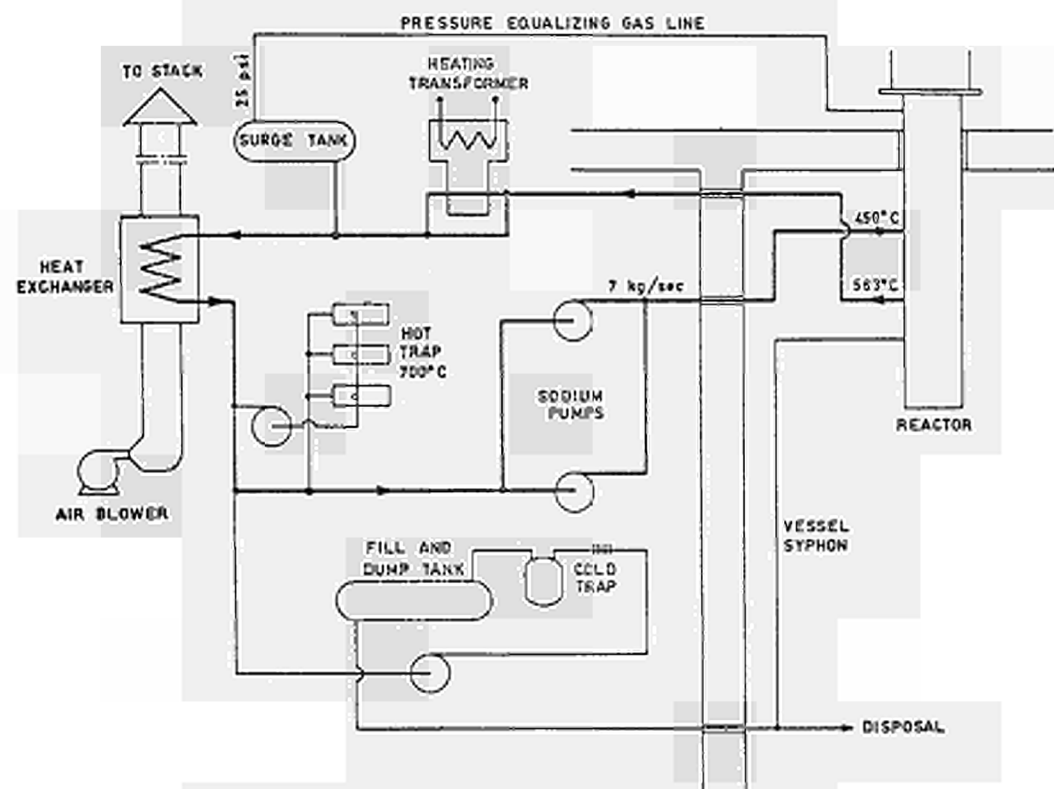 PRESSURE EQUALIZING GAS LINE
TO STACK
25 psi
HEATING
TRANSFORMER
SURGE TANK
450°C
HEAT
EXCHANGER
7 kg/sec
563°C
HOT
TRAP
700°C
SODIUM
PUMPS
REACTOR
AIR BLOWER
VESSEL
SYPHON
FILL AND
DUMP TANK
COLD
TRAP
DISPOSAL